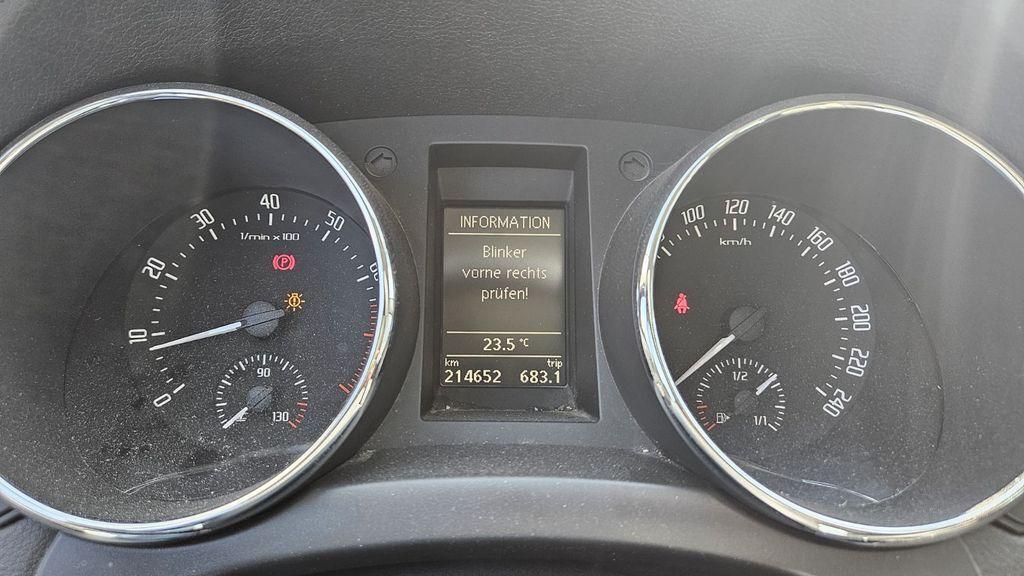 0
10
20
30
40
50
60
1/min x 100
P
90
130
INFORMATION
Blinker
vorne rechts
prüfen!
23.5 °C
km trip
214652 683.1
100
120
140
160
180
200
220
240
km/h
1/2
1/1